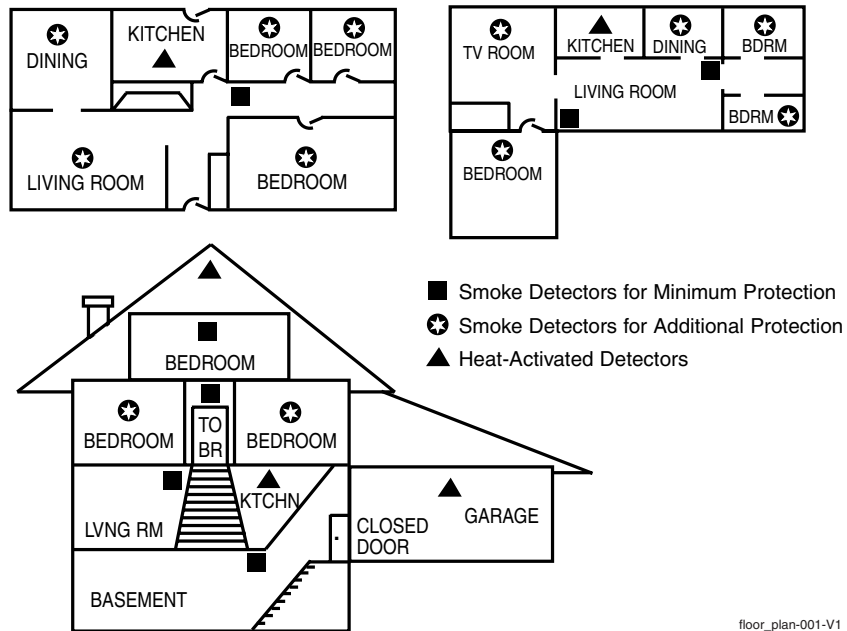 DINING
KITCHEN
BEDROOM
BEDROOM
LIVING ROOM
BEDROOM
TV ROOM
KITCHEN
DINING
BDRM
LIVING ROOM
BDRM
BEDROOM
Smoke Detectors for Minimum Protection
Smoke Detectors for Additional Protection
Heat-Activated Detectors
BEDROOM
BEDROOM
TO
BR
BEDROOM
LVNG RM
KTCHN
CLOSED
DOOR
GARAGE
BASEMENT
floor_plan-001-V1